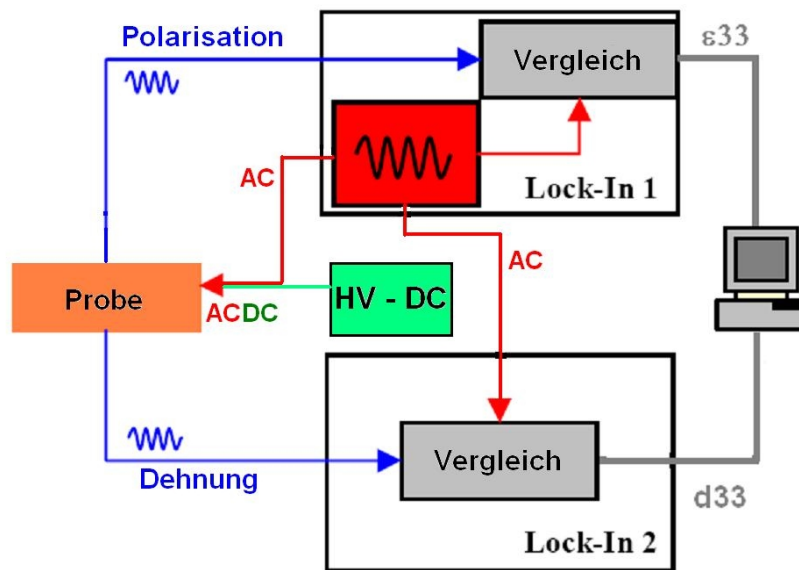 Polarisation
Vergleich
ε33
AC
Lock-In 1
AC
Probe
HV - DC
ACDC
Vergleich
Dehnung
d33
Lock-In 2